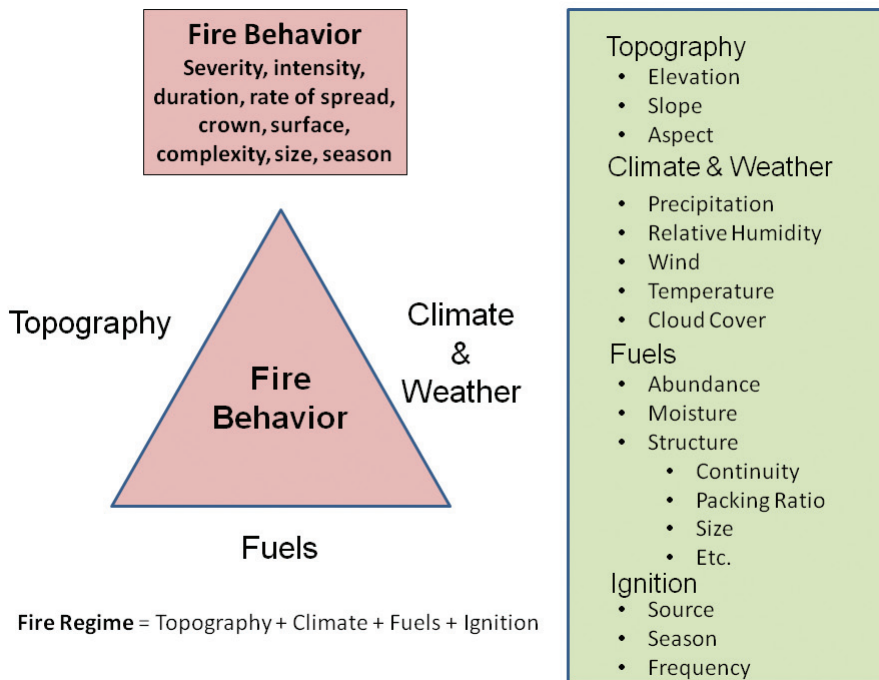 Fire Behavior
Severity, intensity,
duration, rate of spread,
crown, surface,
complexity, size, season
Topography
Climate
&
Weather
Fire
Behavior
Fuels
Fire Regime = Topography + Climate + Fuels + Ignition
Topography
• Elevation
• Slope
• Aspect
Climate & Weather
• Precipitation
• Relative Humidity
• Wind
• Temperature
• Cloud Cover
Fuels
• Abundance
• Moisture
• Structure
• Continuity
• Packing Ratio
• Size
• Etc.
Ignition
• Source
• Season
• Frequency